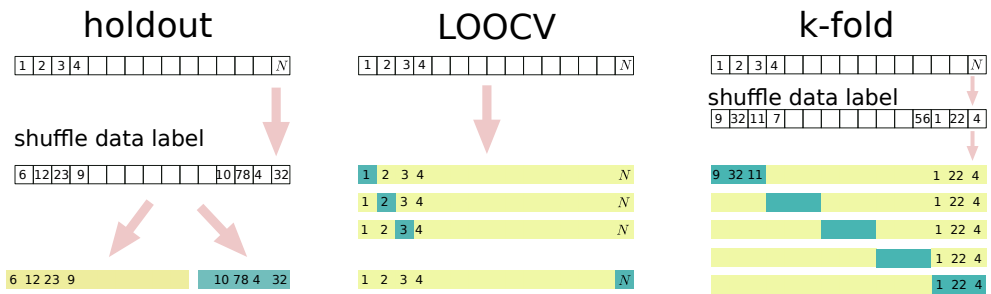 holdout
1 2 3 4 N
shuffle data label
6 12 23 9 10 78 4 32
6 12 23 9 10 78 4 32
LOOCV
1 2 3 4 N
1 2 3 4 N
1 2 3 4 N
1 2 3 4 N
1 2 3 4 N
k-fold
1 2 3 4 N
shuffle data label
9 32 11 7 56 1 22 4
9 32 11 1 22 4
1 22 4
1 22 4
1 22 4
1 22 4